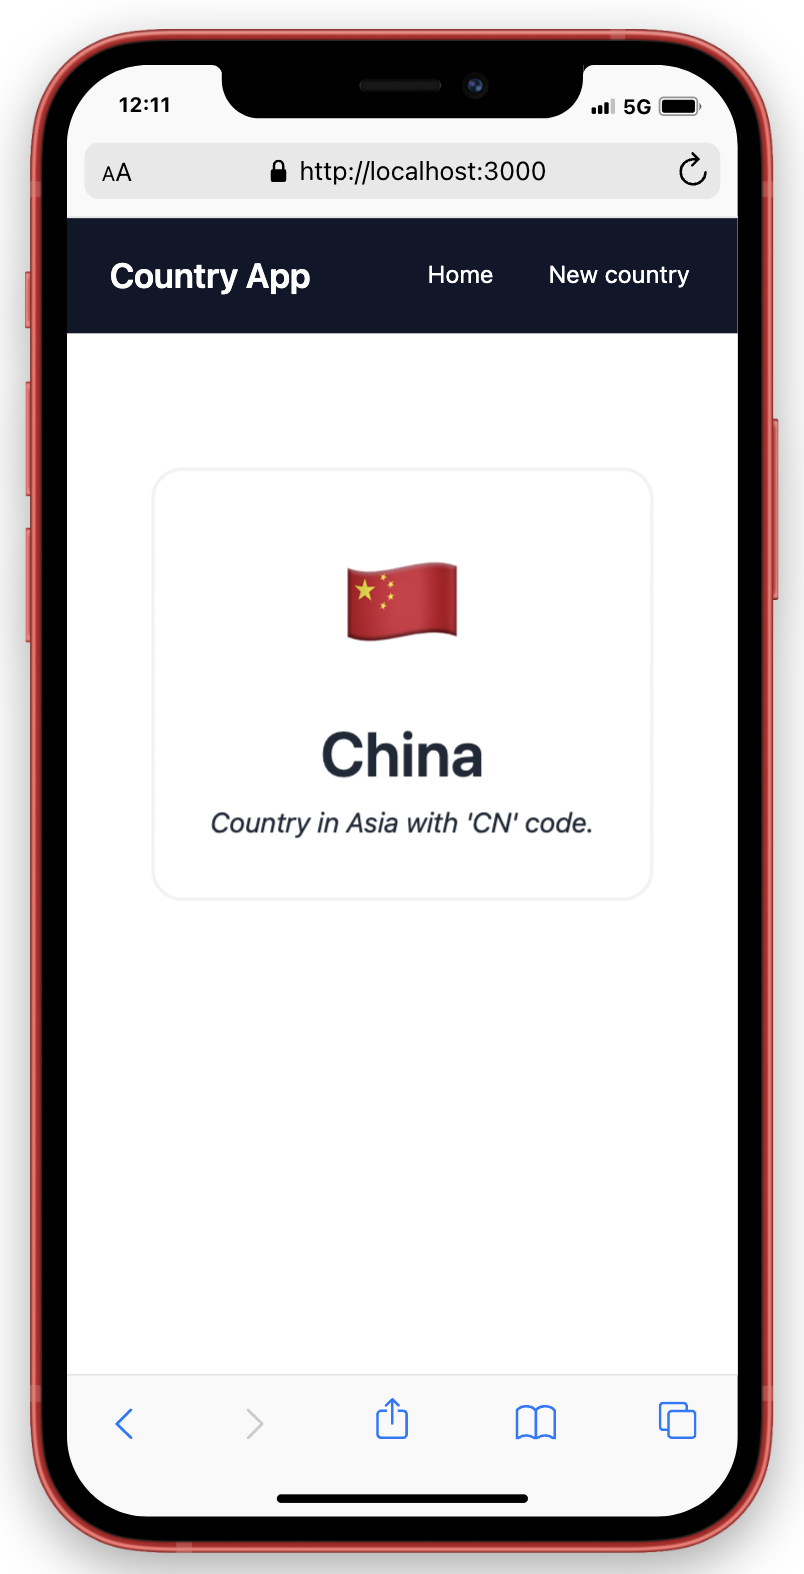 12:11 5G
AA http://localhost:3000
Country App Home New country
China
Country in Asia with 'CN' code.